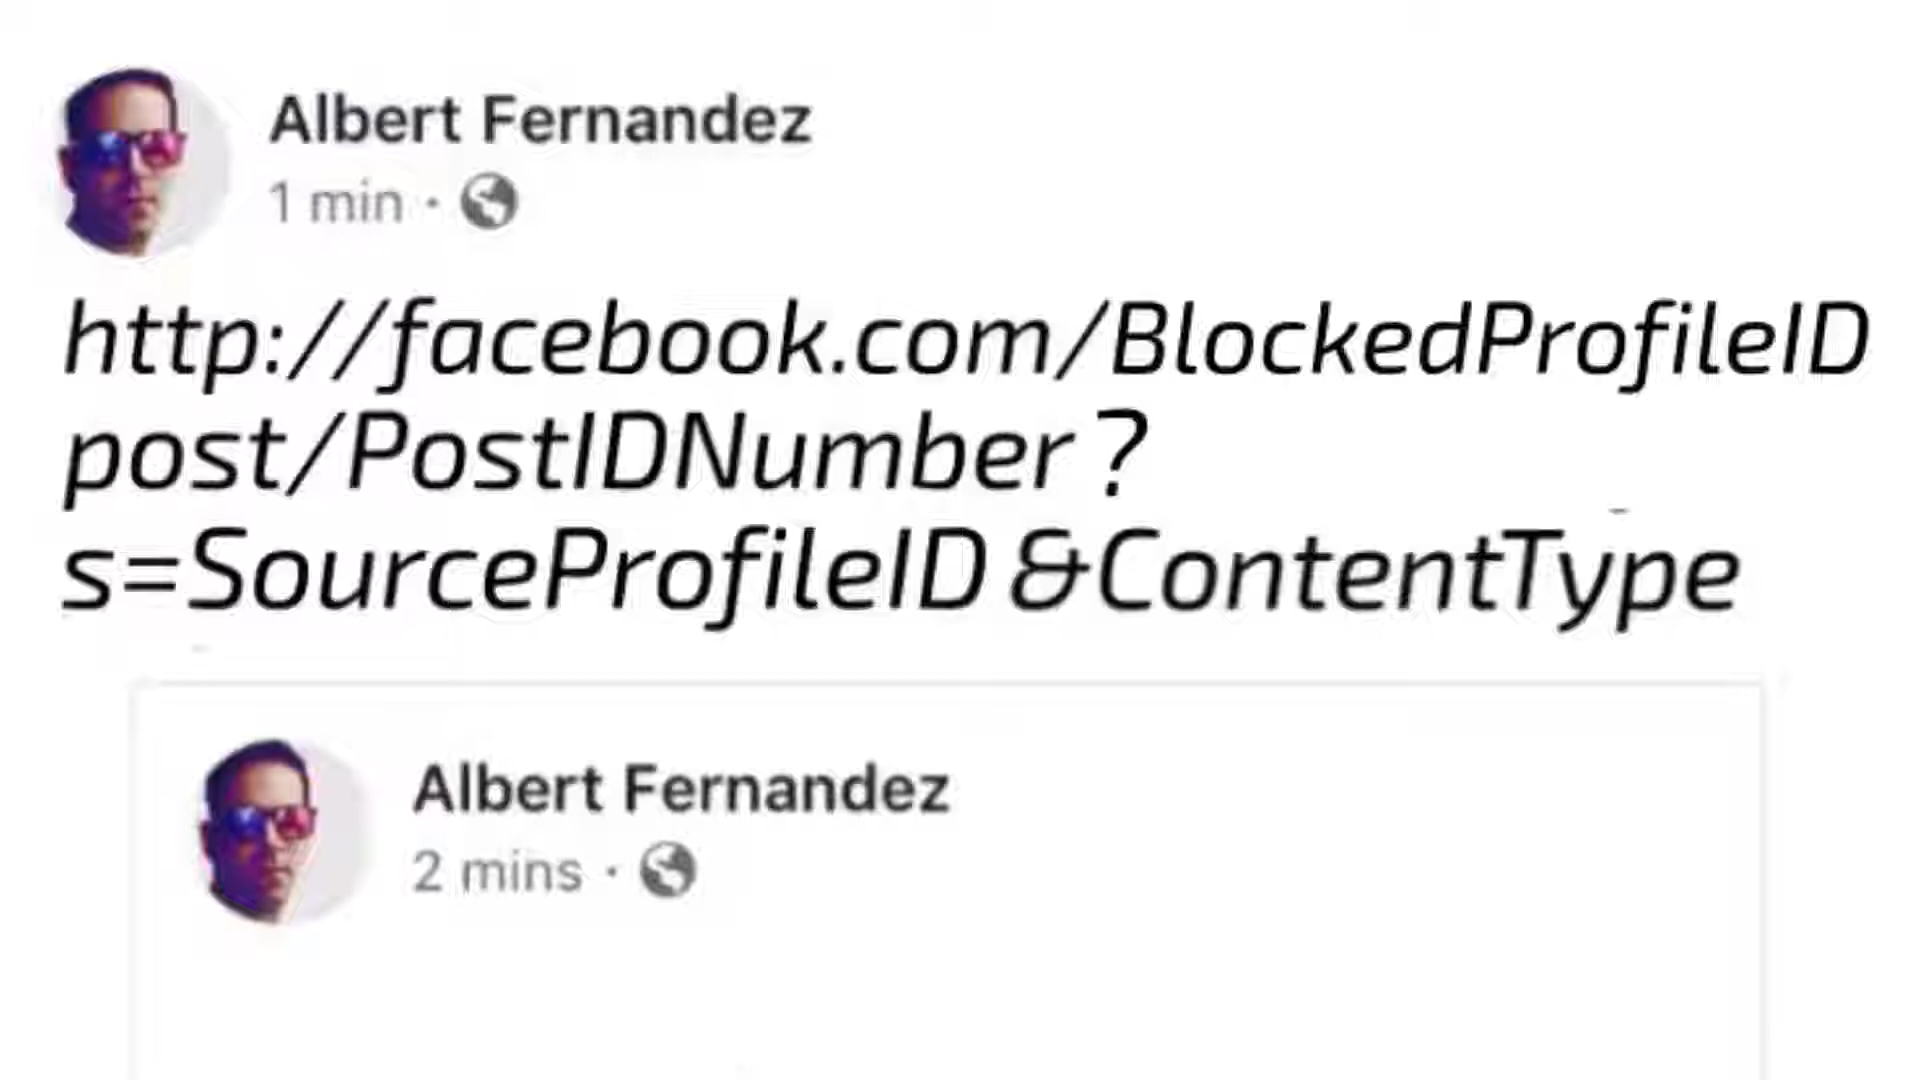 Albert Fernandez
1 min ·
http://facebook.com/BlockedProfileID
post/PostIDNumber ?
s=SourceProfileID &ContentType
Albert Fernandez
2 mins ·